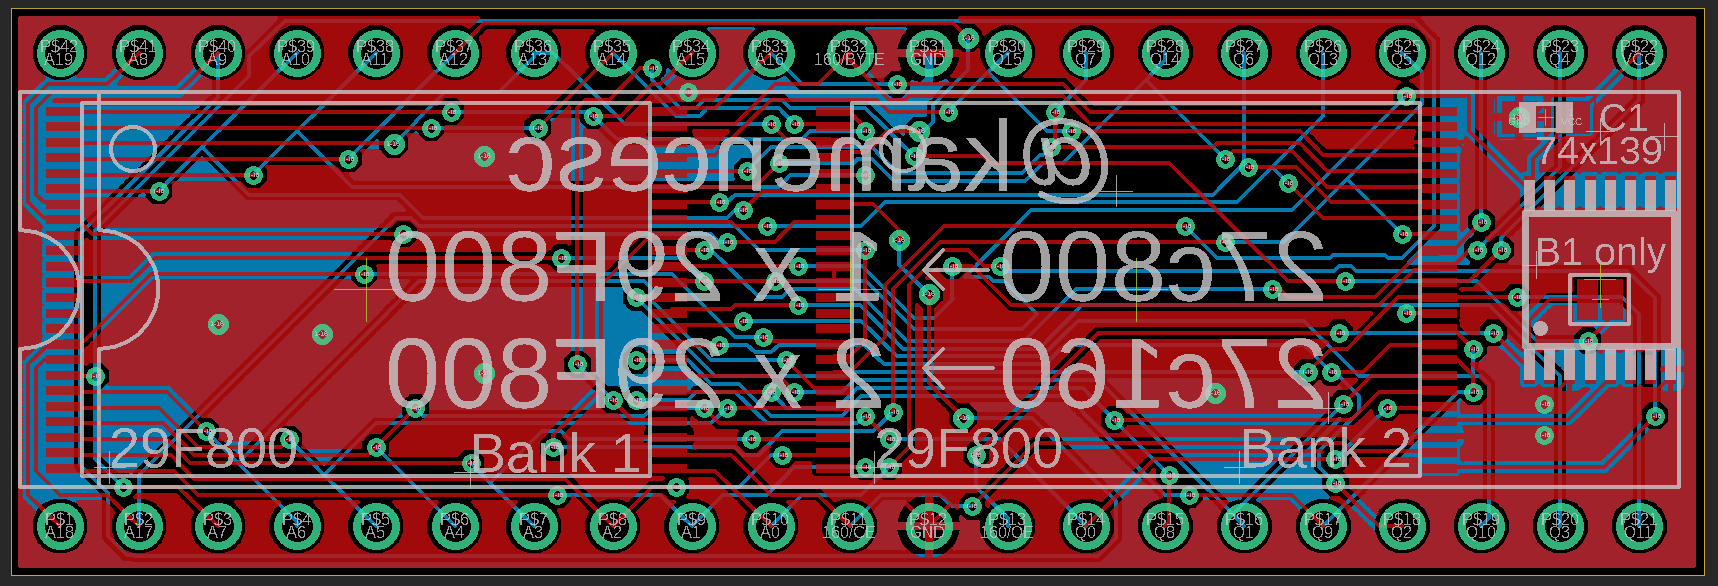 P$42 P$41 P$40 P$39 P$38 P$37 P$36 P$35 P$34 P$33 P$32 P$31 P$30 P$29 P$28 P$27 P$26 P$25 P$24 P$23 P$22
A19 A8 A9 A10 A11 A12 A13 A14 A15 A16 160/BYTE GND Q15 Q7 Q14 Q6 Q13 Q5 Q12 Q4 VCC
VCC C1
74x139
@kamencesc
B1 only
27c800 ← 1 x 29F800
27c160 ← 2 x 29F800
29F800 Bank 1 29F800 Bank 2
P$1 P$2 P$3 P$4 P$5 P$6 P$7 P$8 P$9 P$10 P$11 P$12 P$13 P$14 P$15 P$16 P$17 P$18 P$19 P$20 P$21
A18 A17 A7 A6 A5 A4 A3 A2 A1 A0 160/CE GND 160/OE Q0 Q8 Q1 Q9 Q2 Q10 Q3 Q11